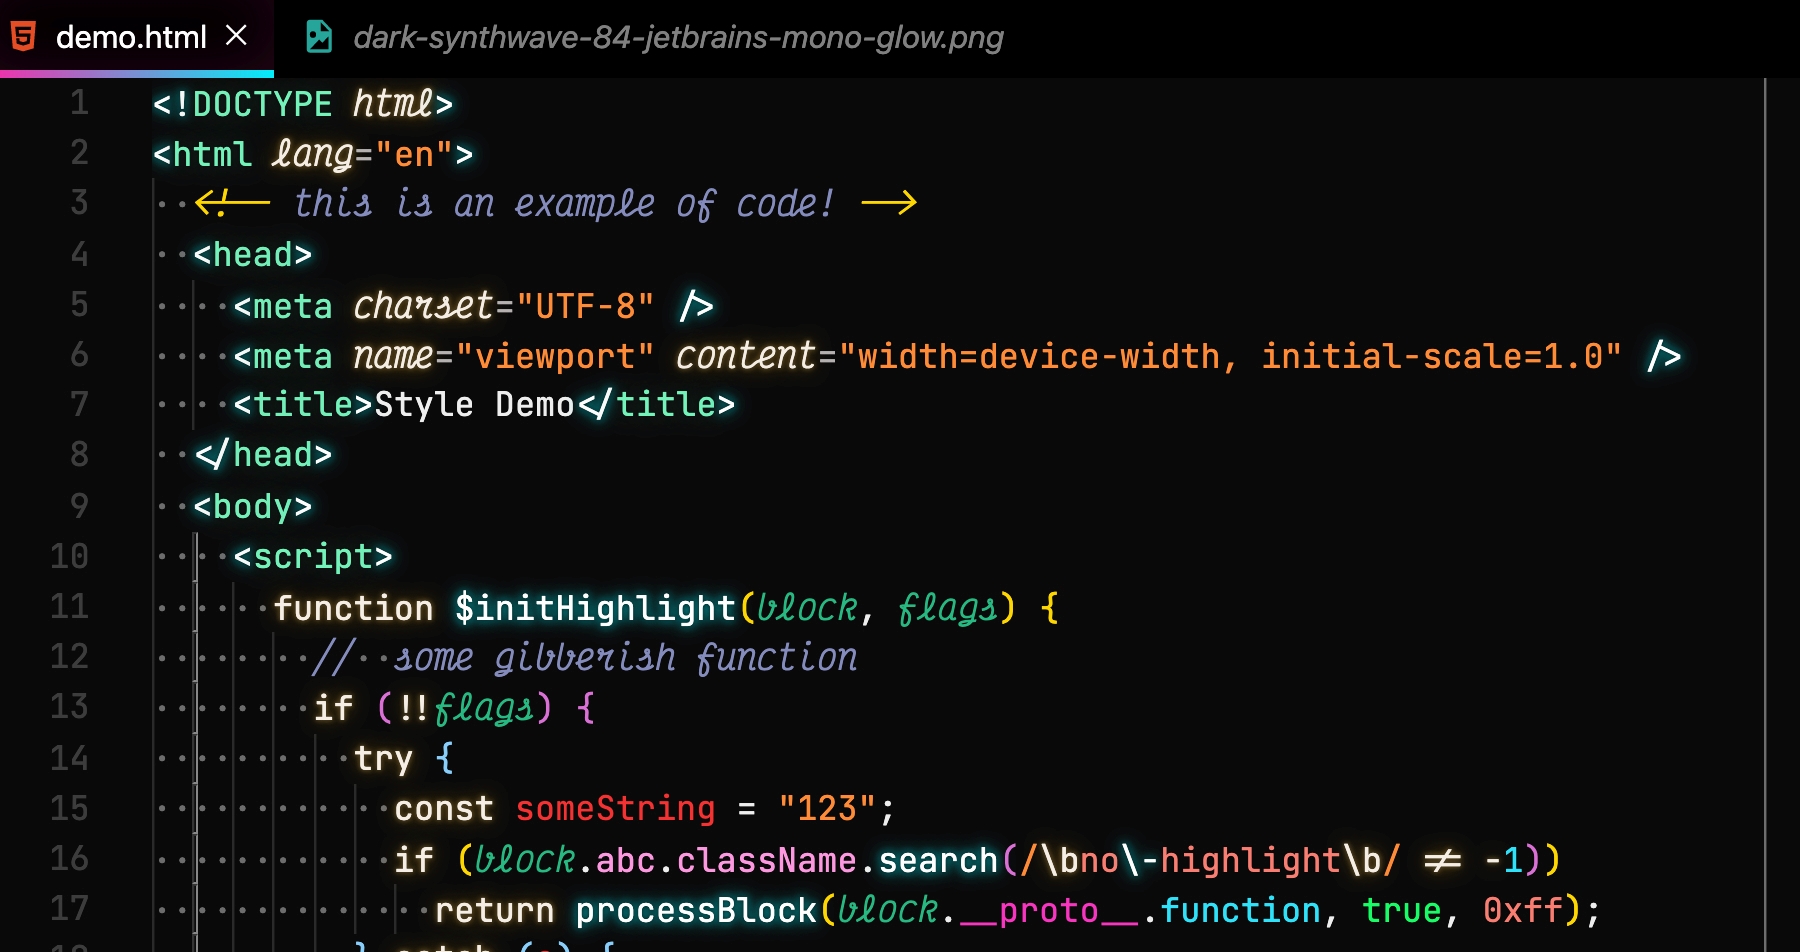 demo.html
dark-synthwave-84-jetbrains-mono-glow.png
1 <!DOCTYPE html>
2 <html lang="en">
3 <!-- this is an example of code! -->
4 <head>
5 <meta charset="UTF-8" />
6 <meta name="viewport" content="width=device-width, initial-scale=1.0" />
7 <title>Style Demo</title>
8 </head>
9 <body>
10 <script>
11 function $initHighlight(block, flags) {
12 // some gibberish function
13 if (!!flags) {
14 try {
15 const someString = "123";
16 if (block.abc.className.search(/\bno\-highlight\b/ != -1))
17 return processBlock(block.__proto__.function, true, 0xff);